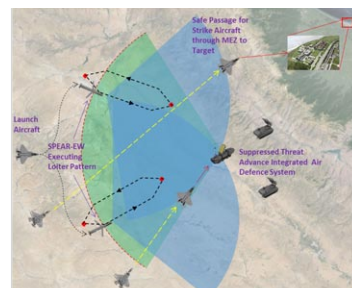 Safe Passage for
Strike Aircraft
through MEZ to
Target
Launch
Aircraft
SPEAR-EW
Executing
Loiter Pattern
Suppressed Threat
Advance Integrated Air
Defence System